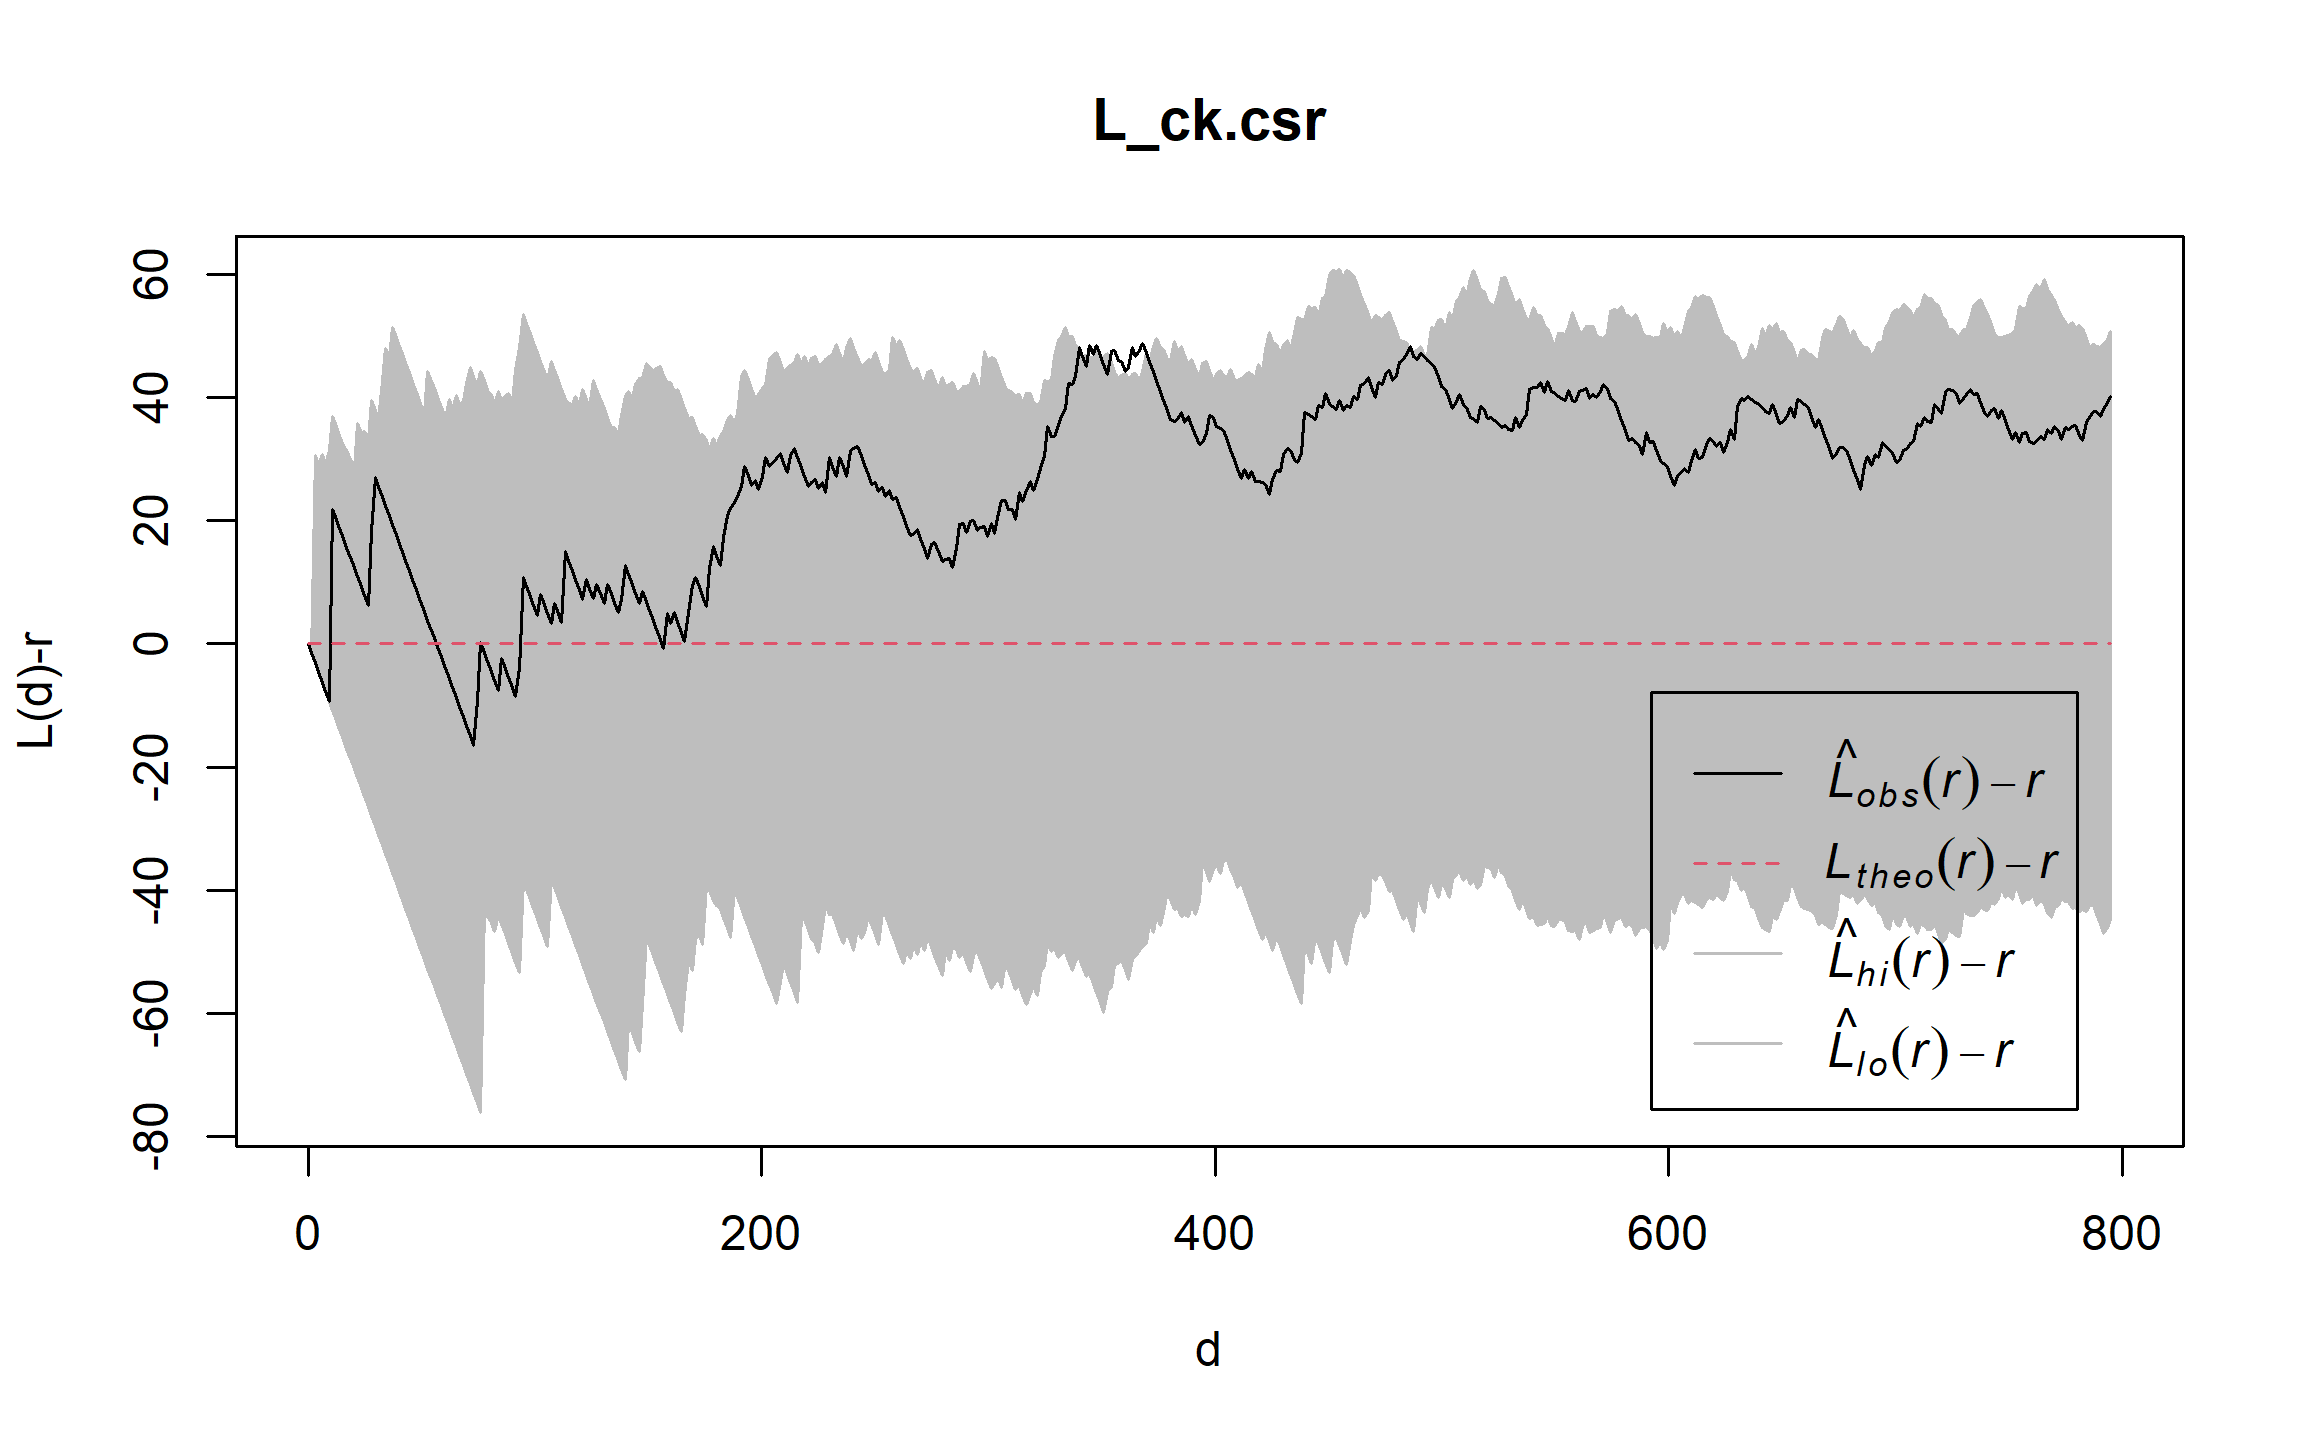 L_ck.csr
60
40
20
0
-20
-40
-60
-80
L(d)-r
L̂obs(r) − r
Ltheo(r) − r
L̂hi(r) − r
L̂lo(r) − r
0 200 400 600 800
d